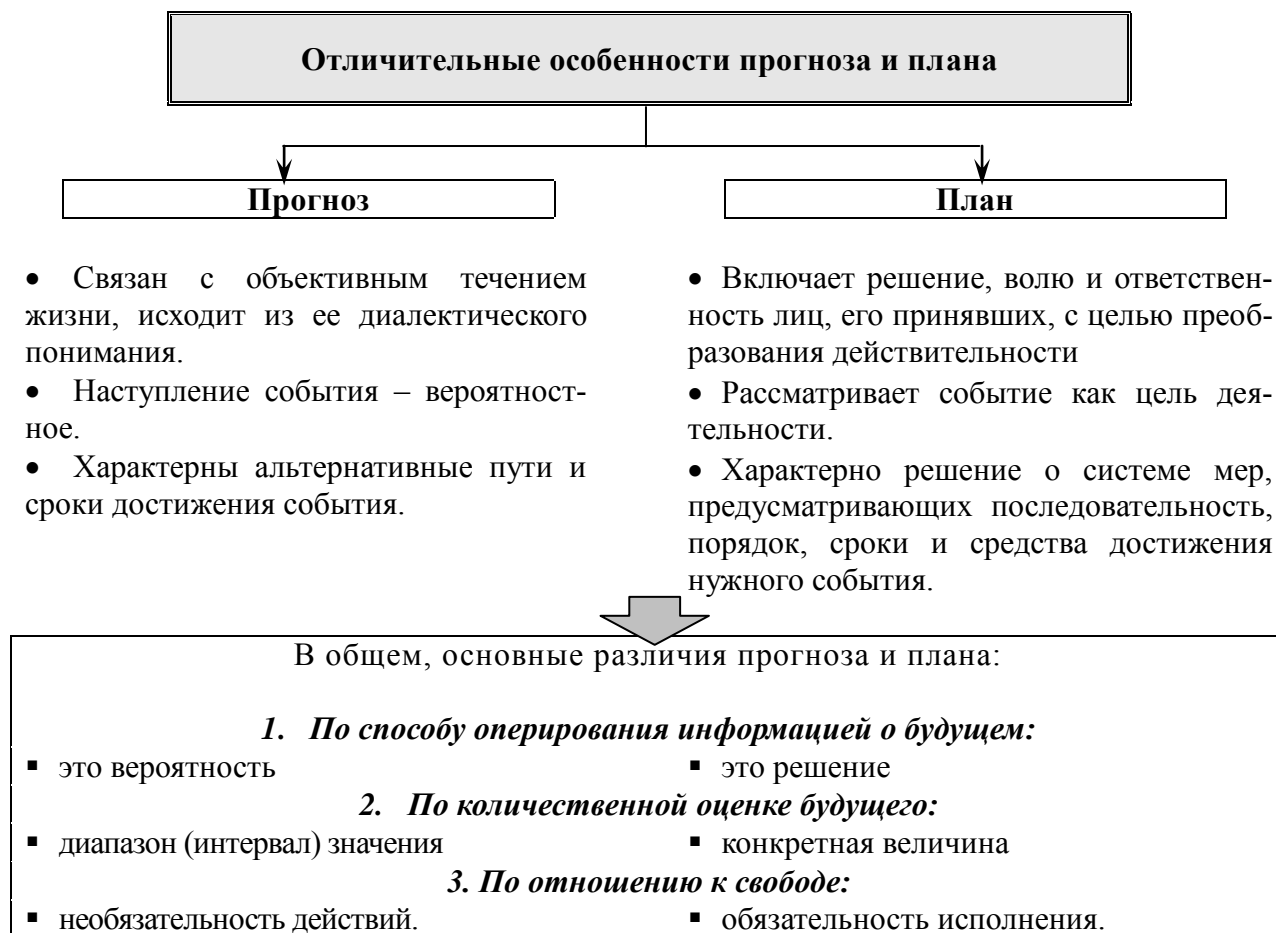 Отличительные особенности прогноза и плана
Прогноз
План
• Связан с объективным течением
жизни, исходит из ее диалектического
понимания.
• Наступление события – вероятност-
ное.
• Характерны альтернативные пути и
сроки достижения события.
• Включает решение, волю и ответствен-
ность лиц, его принявших, с целью преоб-
разования действительности
• Рассматривает событие как цель дея-
тельности.
• Характерно решение о системе мер,
предусматривающих последовательность,
порядок, сроки и средства достижения
нужного события.
В общем, основные различия прогноза и плана:
1. По способу оперирования информацией о будущем:
▪ это вероятность
▪ это решение
2. По количественной оценке будущего:
▪ диапазон (интервал) значения
▪ конкретная величина
3. По отношению к свободе:
▪ необязательность действий.
▪ обязательность исполнения.